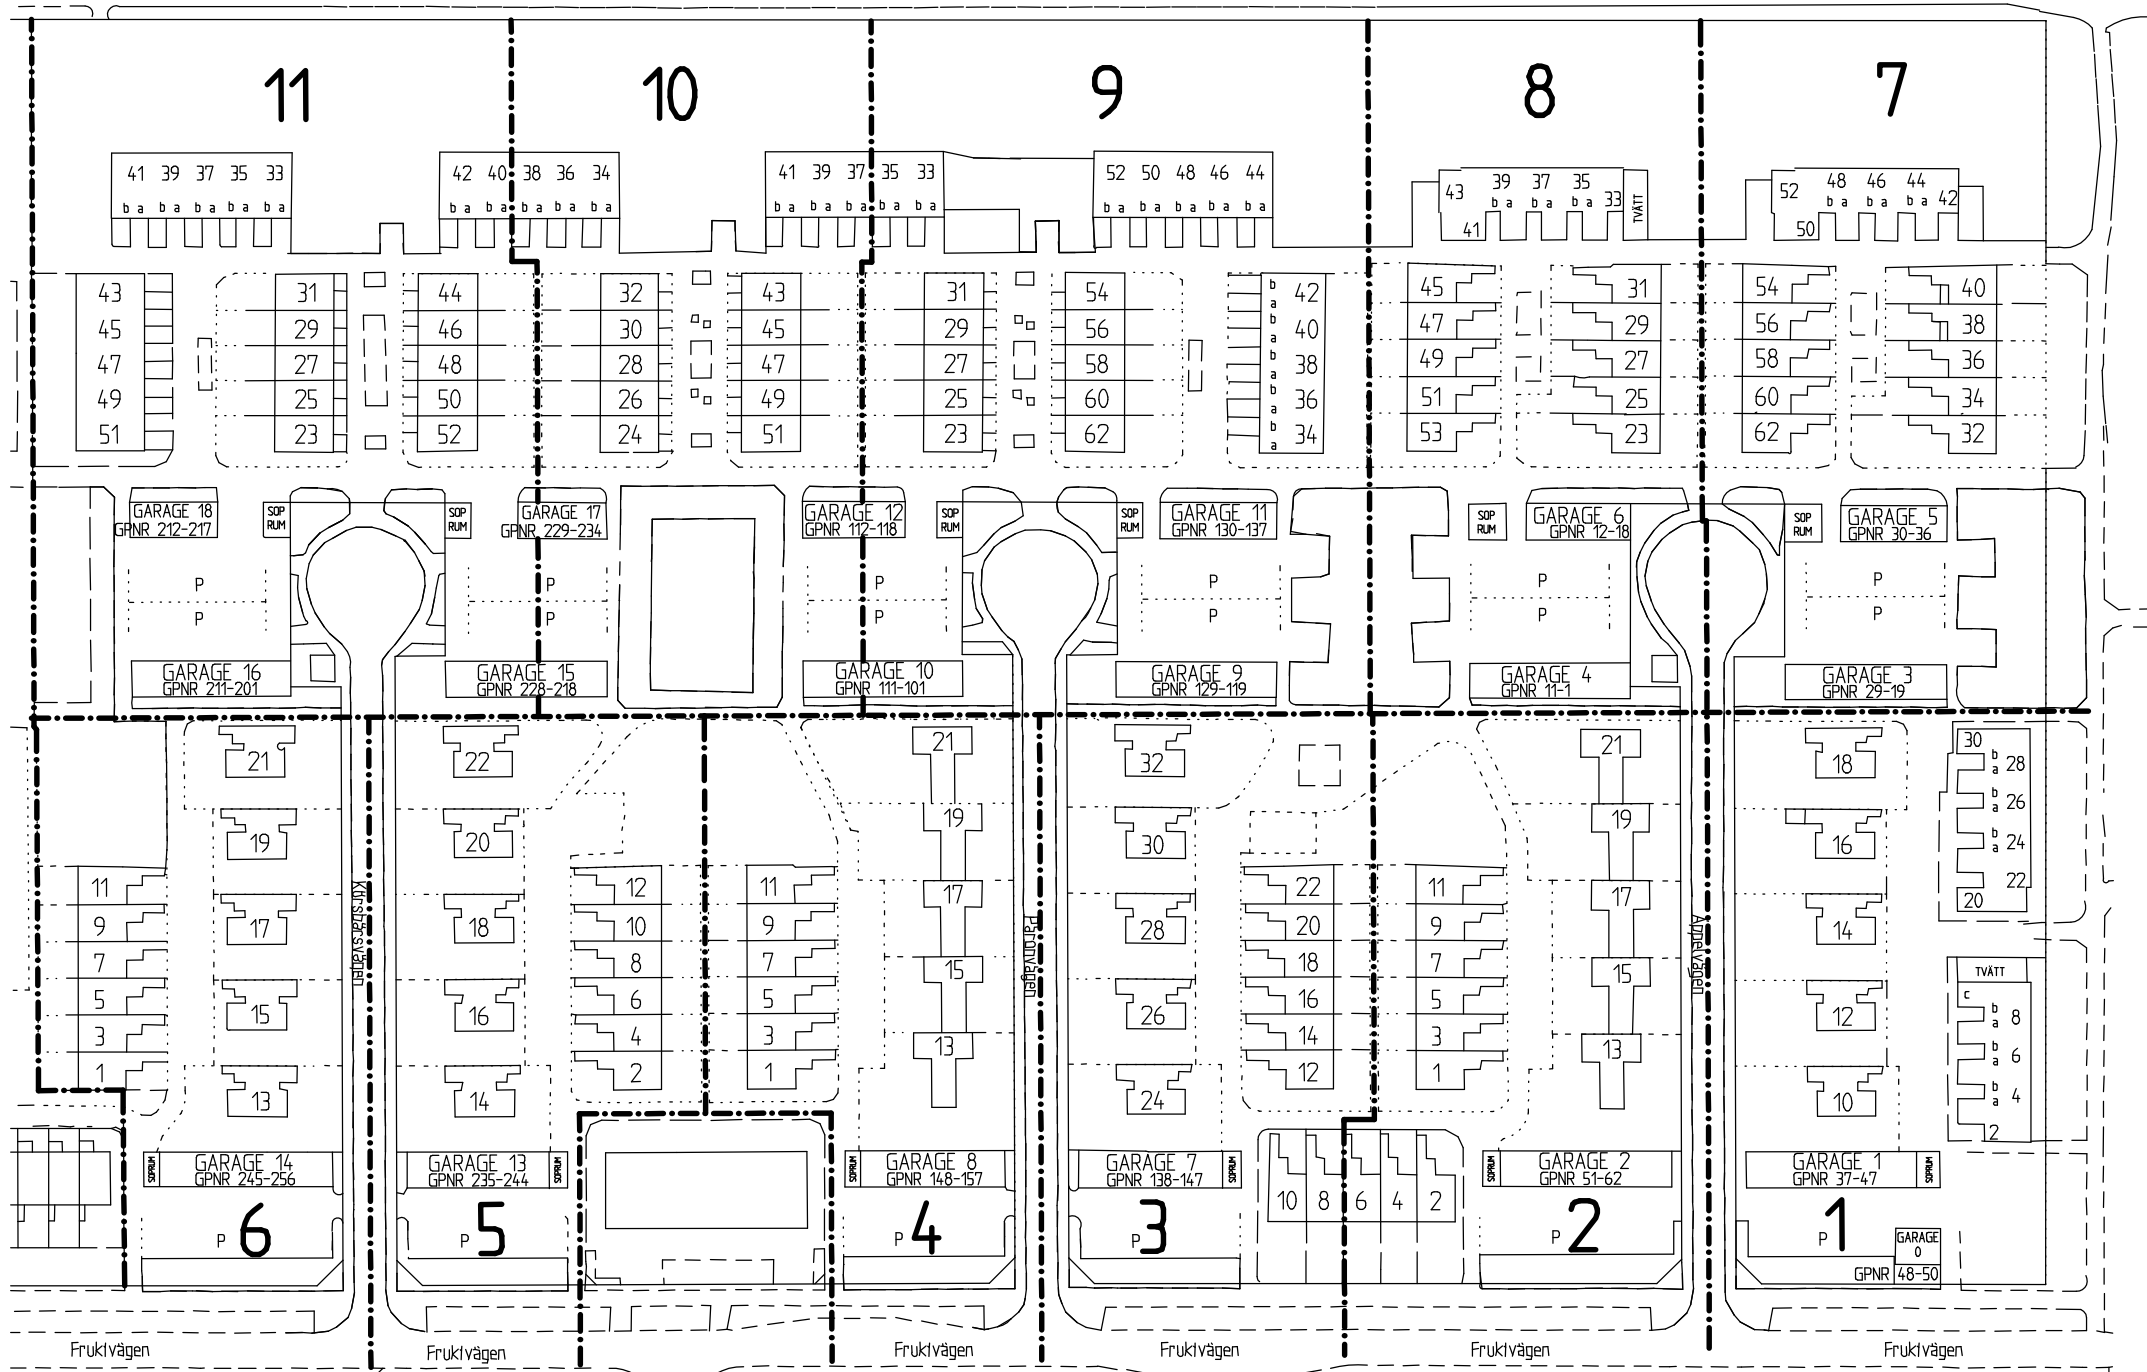 11 10 9 8 7
41 39 37 35 33
b a b a b a b a b a
42 40 38 36 34
b a b a b a b a b a
41 39 37 35 33
b a b a b a b a b a
52 50 48 46 44
b a b a b a b a b a
43 39 37 35 33
b a b a b a
41
TVÄTT
52 48 46 44 42
b a b a b a
50
43 31 44 32 43 31 54 42 45 31 54 40
b
a
45 29 46 30 45 29 56 40 47 29 56 38
b
a
47 27 48 28 47 27 58 38 49 27 58 36
b
a
49 25 50 26 49 25 60 36 51 25 60 34
b
a
51 23 52 24 51 23 62 34 53 23 62 32
b
a
GARAGE 18
GPNR 212-217
SOP
RUM
SOP
RUM
GARAGE 17
GPNR 229-234
GARAGE 12
GPNR 112-118
SOP
RUM
SOP
RUM
GARAGE 11
GPNR 130-137
SOP
RUM
GARAGE 6
GPNR 12-18
SOP
RUM
GARAGE 5
GPNR 30-36
P P P P P P
P P P P P P
GARAGE 16
GPNR 211-201
GARAGE 15
GPNR 228-218
GARAGE 10
GPNR 111-101
GARAGE 9
GPNR 129-119
GARAGE 4
GPNR 11-1
GARAGE 3
GPNR 29-19
21 22 21 32 21 18
30
b
a
28
19 20 19 30 19 16
b
a
26
b
a
24
11 12 11 17 22 11 17
22
20
Kirsbärsvägen
Päronvägen
Äppelvägen
9 17 18 10 9 28 20 9 14
7 8 7 15 18 7 15
TVÄTT
5 15 16 6 5 26 16 5 12
c
b
a
8
3 4 3 13 14 3 13
b
a
6
1 13 14 2 1 24 12 1 10
b
a
4
2
SOPRUM
GARAGE 14
GPNR 245-256
GARAGE 13
GPNR 235-244
SOPRUM
SOPRUM
GARAGE 8
GPNR 148-157
GARAGE 7
GPNR 138-147
SOPRUM
10 8 6 4 2
SOPRUM
GARAGE 2
GPNR 51-62
GARAGE 1
GPNR 37-47
SOPRUM
P 6
P 5
P 4
P 3
P 2
P 1
GARAGE
0
GPNR 48-50
Fruktvägen
Fruktvägen
Fruktvägen
Fruktvägen
Fruktvägen
Fruktvägen